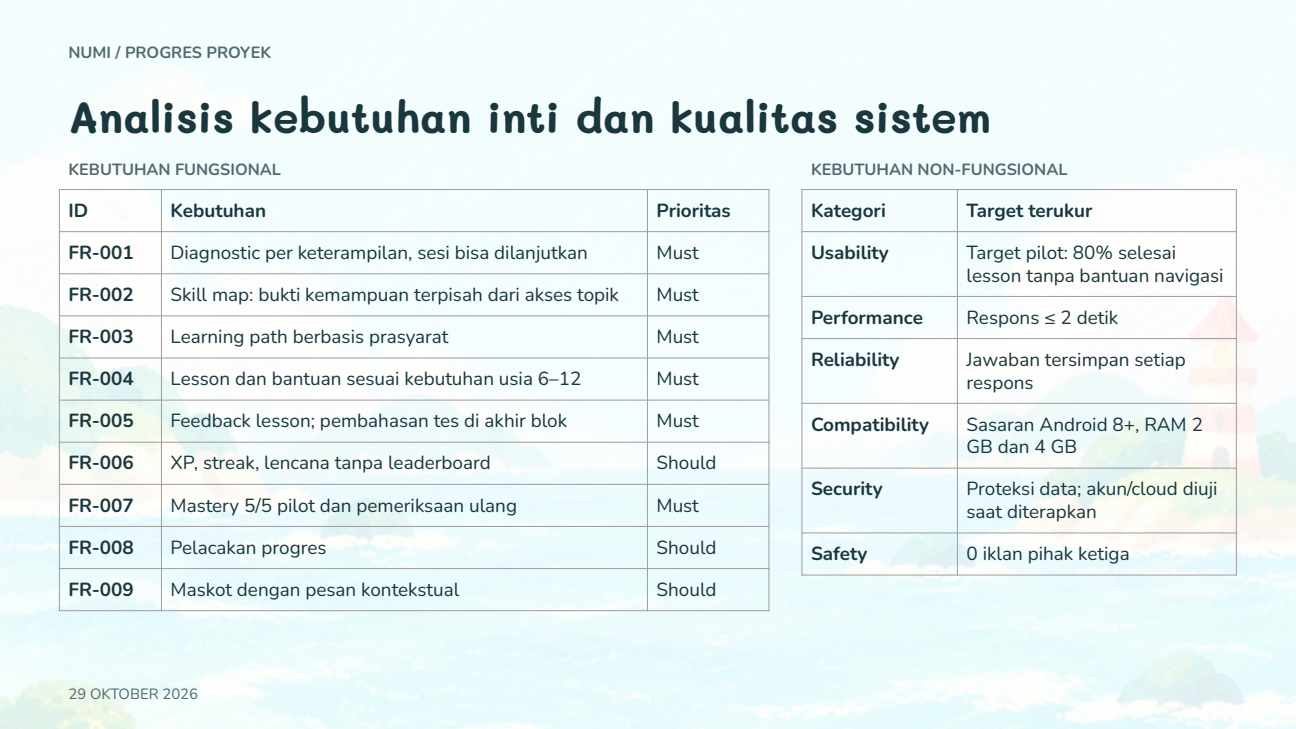 NUMI / PROGRES PROYEK
Analisis kebutuhan inti dan kualitas sistem
KEBUTUHAN FUNGSIONAL
ID Kebutuhan Prioritas
FR-001 Diagnostic per keterampilan, sesi bisa dilanjutkan Must
FR-002 Skill map: bukti kemampuan terpisah dari akses topik Must
FR-003 Learning path berbasis prasyarat Must
FR-004 Lesson dan bantuan sesuai kebutuhan usia 6–12 Must
FR-005 Feedback lesson; pembahasan tes di akhir blok Must
FR-006 XP, streak, lencana tanpa leaderboard Should
FR-007 Mastery 5/5 pilot dan pemeriksaan ulang Must
FR-008 Pelacakan progres Should
FR-009 Maskot dengan pesan kontekstual Should
KEBUTUHAN NON-FUNGSIONAL
Kategori Target terukur
Usability Target pilot: 80% selesai
lesson tanpa bantuan navigasi
Performance Respons ≤ 2 detik
Reliability Jawaban tersimpan setiap
respons
Compatibility Sasaran Android 8+, RAM 2
GB dan 4 GB
Security Proteksi data; akun/cloud diuji
saat diterapkan
Safety 0 iklan pihak ketiga
29 OKTOBER 2026